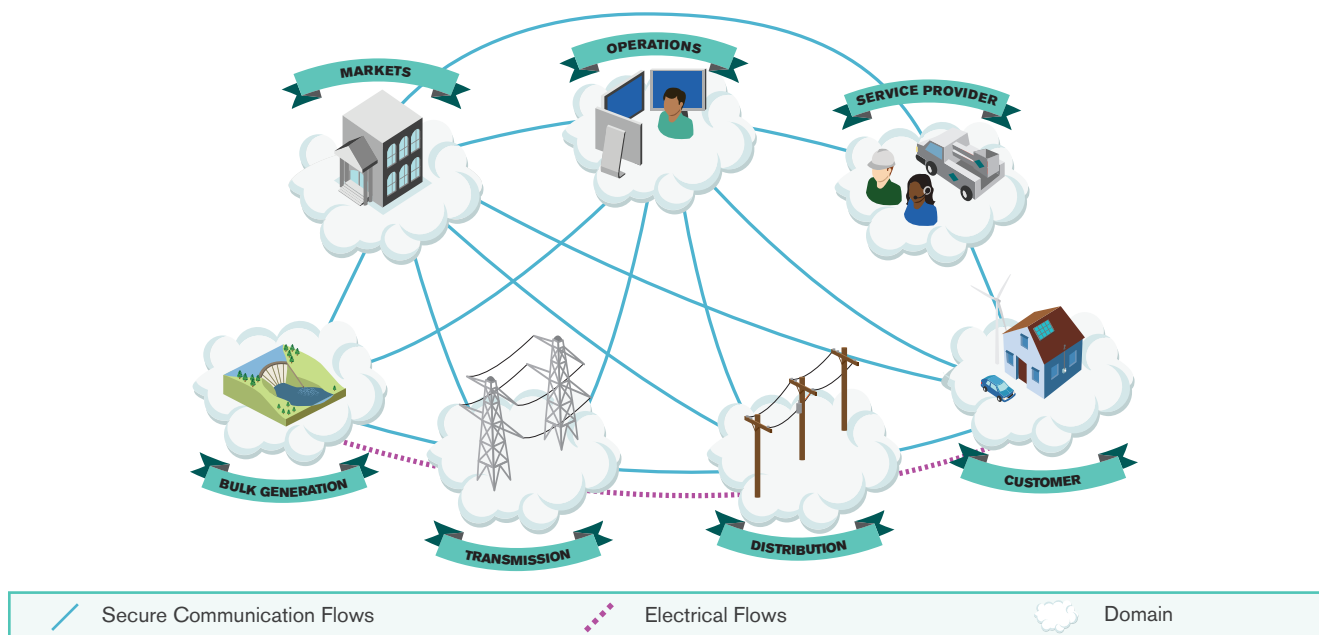 OPERATIONS
MARKETS
SERVICE PROVIDER
BULK GENERATION
CUSTOMER
TRANSMISSION
DISTRIBUTION
Secure Communication Flows
Electrical Flows
Domain